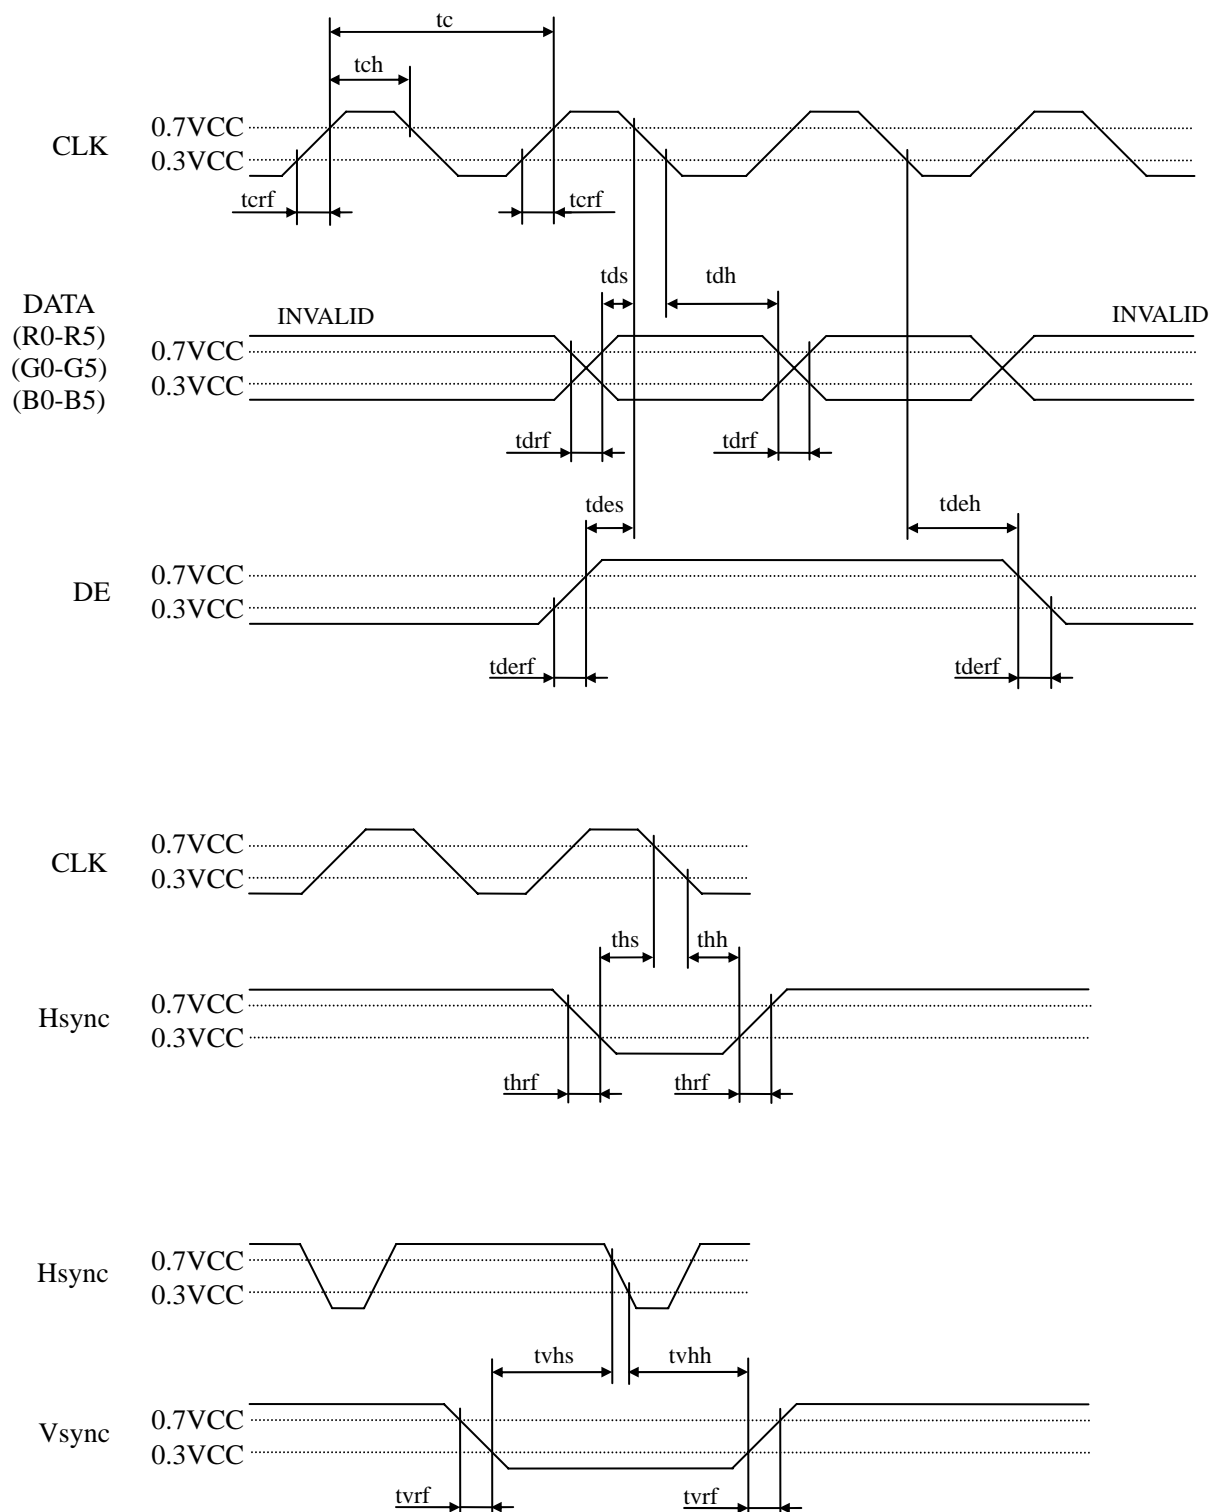 tc
tch
CLK
0.7VCC
0.3VCC
tcrf
tcrf
tds
tdh
DATA
(R0-R5)
(G0-G5)
(B0-B5)
INVALID
INVALID
0.7VCC
0.3VCC
tdrf
tdrf
tdes
tdeh
DE
0.7VCC
0.3VCC
tderf
tderf
CLK
0.7VCC
0.3VCC
ths
thh
Hsync
0.7VCC
0.3VCC
thrf
thrf
Hsync
0.7VCC
0.3VCC
tvhs
tvhh
Vsync
0.7VCC
0.3VCC
tvrf
tvrf